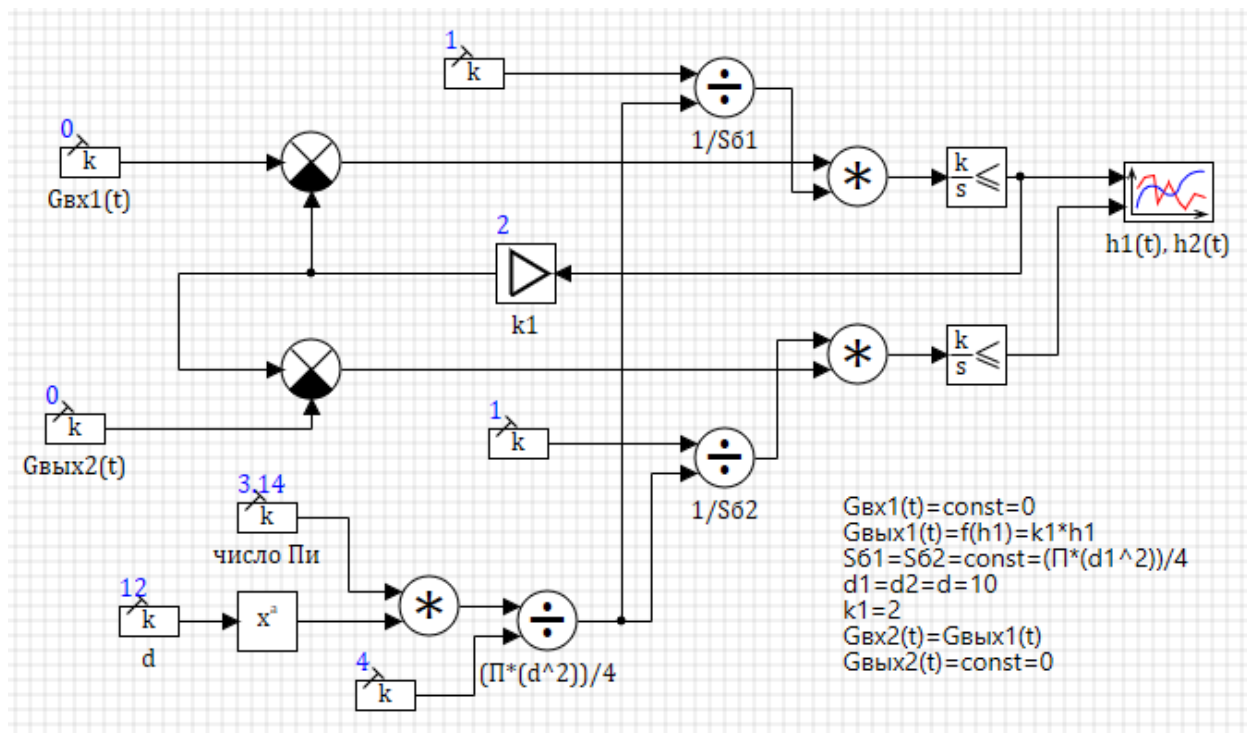 1
k
1/Sб1
0
k
Gвх1(t)
*
k
s
≤
h1(t), h2(t)
2
k1
0
k
Gвых2(t)
*
k
s
≤
1
k
1/Sб2
3.14
k
число Пи
12
k
d
xª
*
4
k
(П*(d^2))/4
Gвх1(t)=const=0
Gвых1(t)=f(h1)=k1*h1
Sб1=Sб2=const=(П*(d1^2))/4
d1=d2=d=10
k1=2
Gвх2(t)=Gвых1(t)
Gвых2(t)=const=0